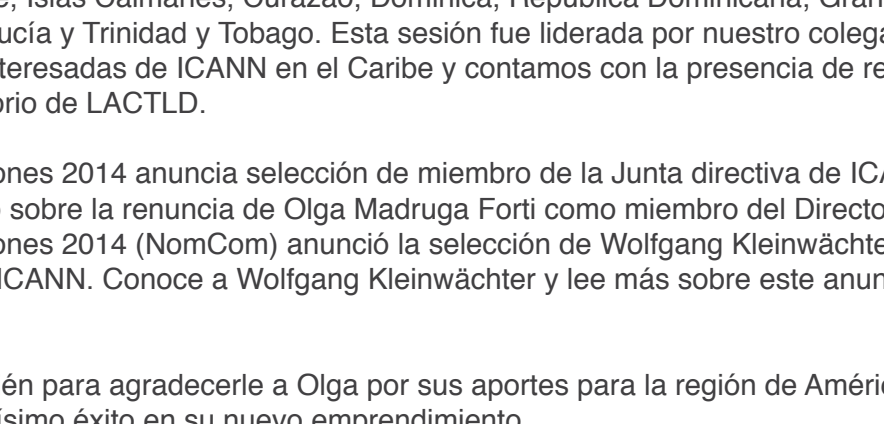 Islas Caimanes, Curazao, Dominica, República Dominicana,
ucía y Trinidad y Tobago. Esta sesión fue liderada por nuestro colega
teresadas de ICANN en el Caribe y contamos con la presencia de re
rio de LACTLD.
ones 2014 anuncia selección de miembro de la Junta directiva de ICA
sobre la renuncia de Olga Madruga Forti como miembro del Directo
ones 2014 (NomCom) anunció la selección de Wolfgang Kleinwächte
ICANN. Conoce a Wolfgang Kleinwächter y lee más sobre este anun
én para agradecerle a Olga por sus aportes para la región de Améric
ísimo éxito en su nuevo emprendimiento